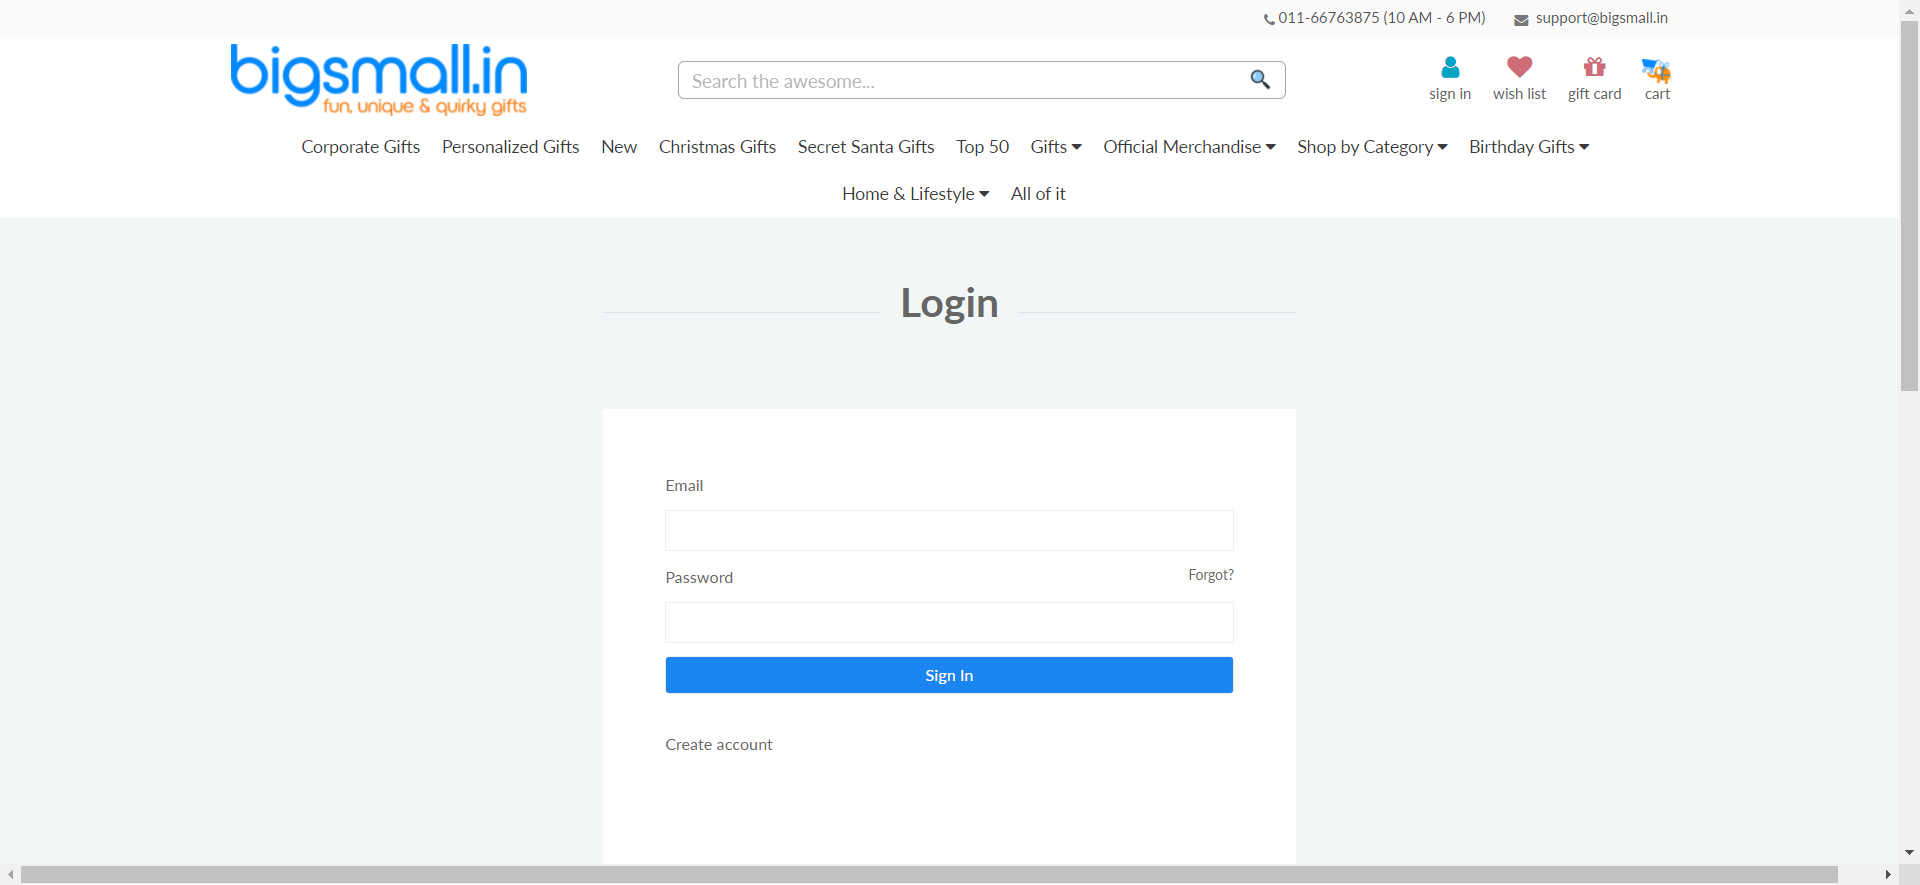 011-66763875 (10 AM - 6 PM) support@bigsmall.in
bigsmall.in
fun, unique & quirky gifts
Search the awesome...
sign in wish list gift card cart
Corporate Gifts Personalized Gifts New Christmas Gifts Secret Santa Gifts Top 50 Gifts Official Merchandise Shop by Category Birthday Gifts
Home & Lifestyle All of it
Login
Email
Password Forgot?
Sign In
Create account